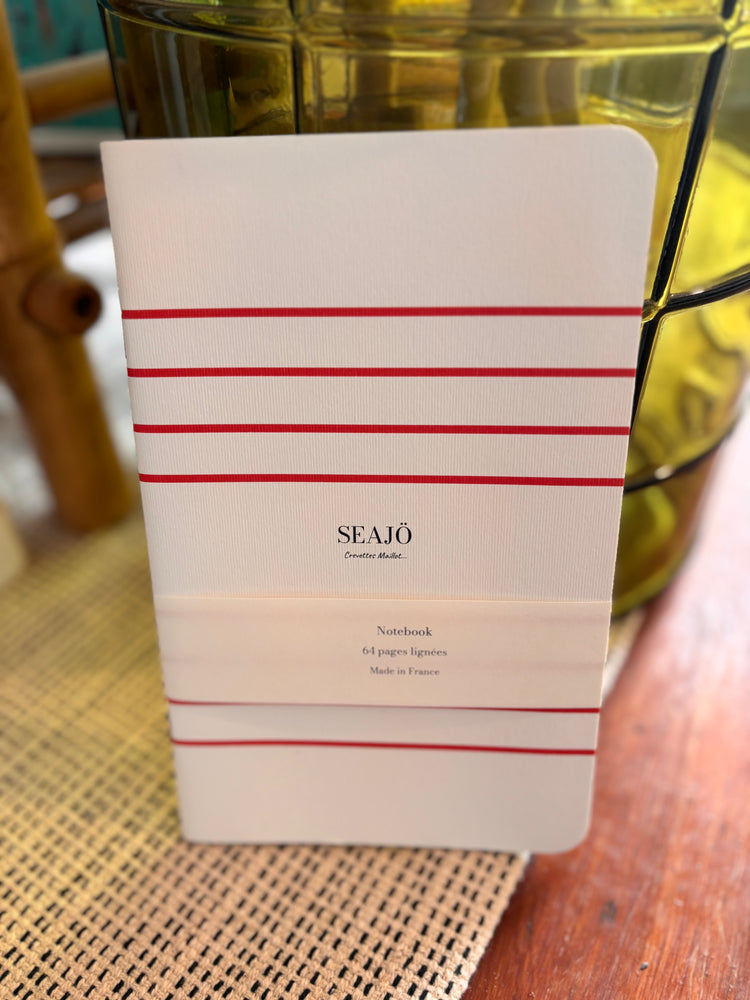 SEAJÖ
Crevettes Maillot...
Notebook
64 pages lignées
Made in France